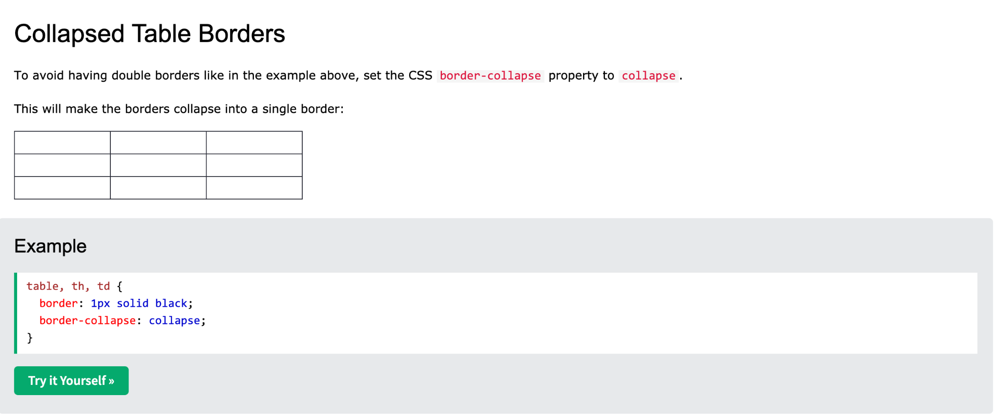 Collapsed Table Borders
To avoid having double borders like in the example above, set the CSS border-collapse property to collapse.
This will make the borders collapse into a single border:
Example
table, th, td {
  border: 1px solid black;
  border-collapse: collapse;
}
Try it Yourself »